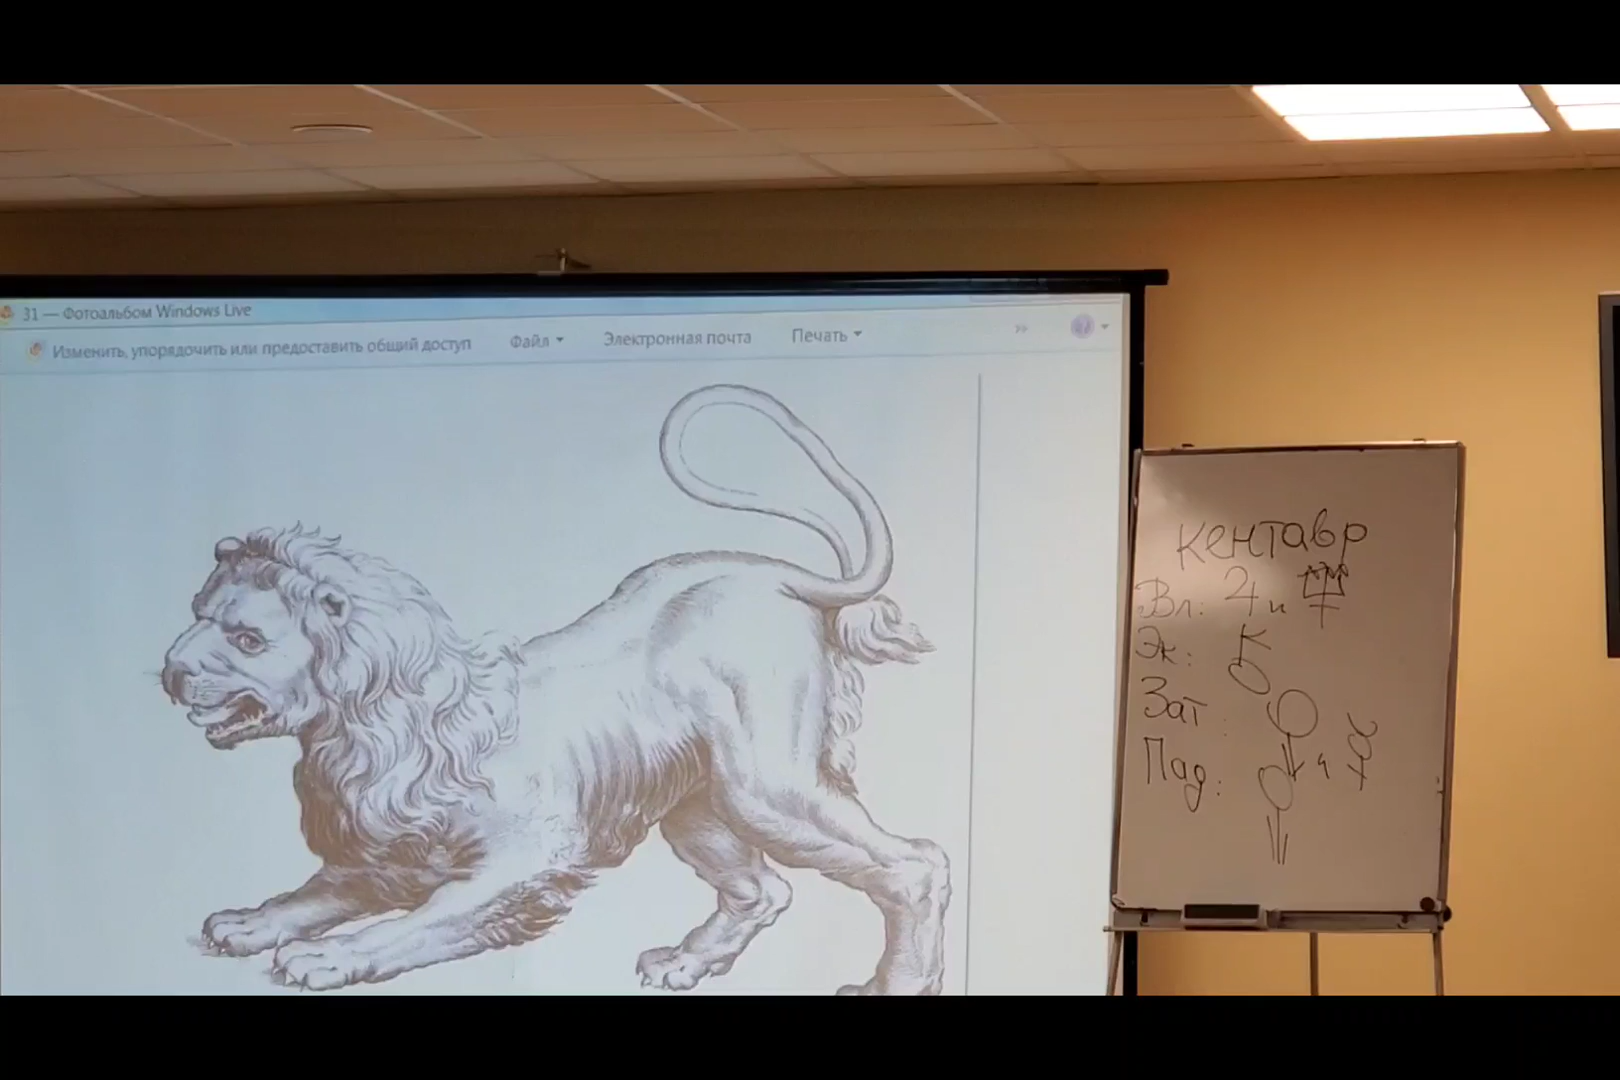 31 — Фотоальбом Windows Live
Изменить, упорядочить или предоставить общий доступ Файл Электронная почта Печать »
кентавр
Вл: ♃ и
Эк:
Зат
Пад: